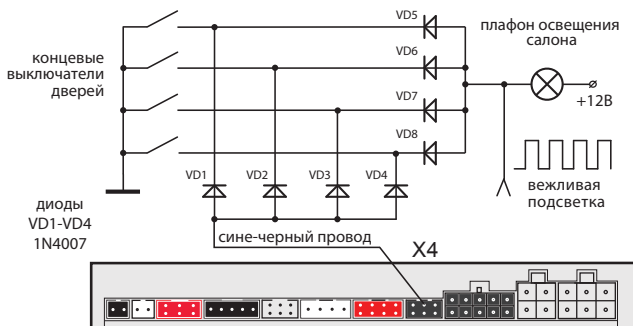 VD5
плафон освещения
салона
концевые
выключатели
дверей
VD6
+12В
VD7
VD8
вежливая
подсветка
VD1
VD2
VD3
VD4
диоды
VD1-VD4
1N4007
сине-черный провод
X4